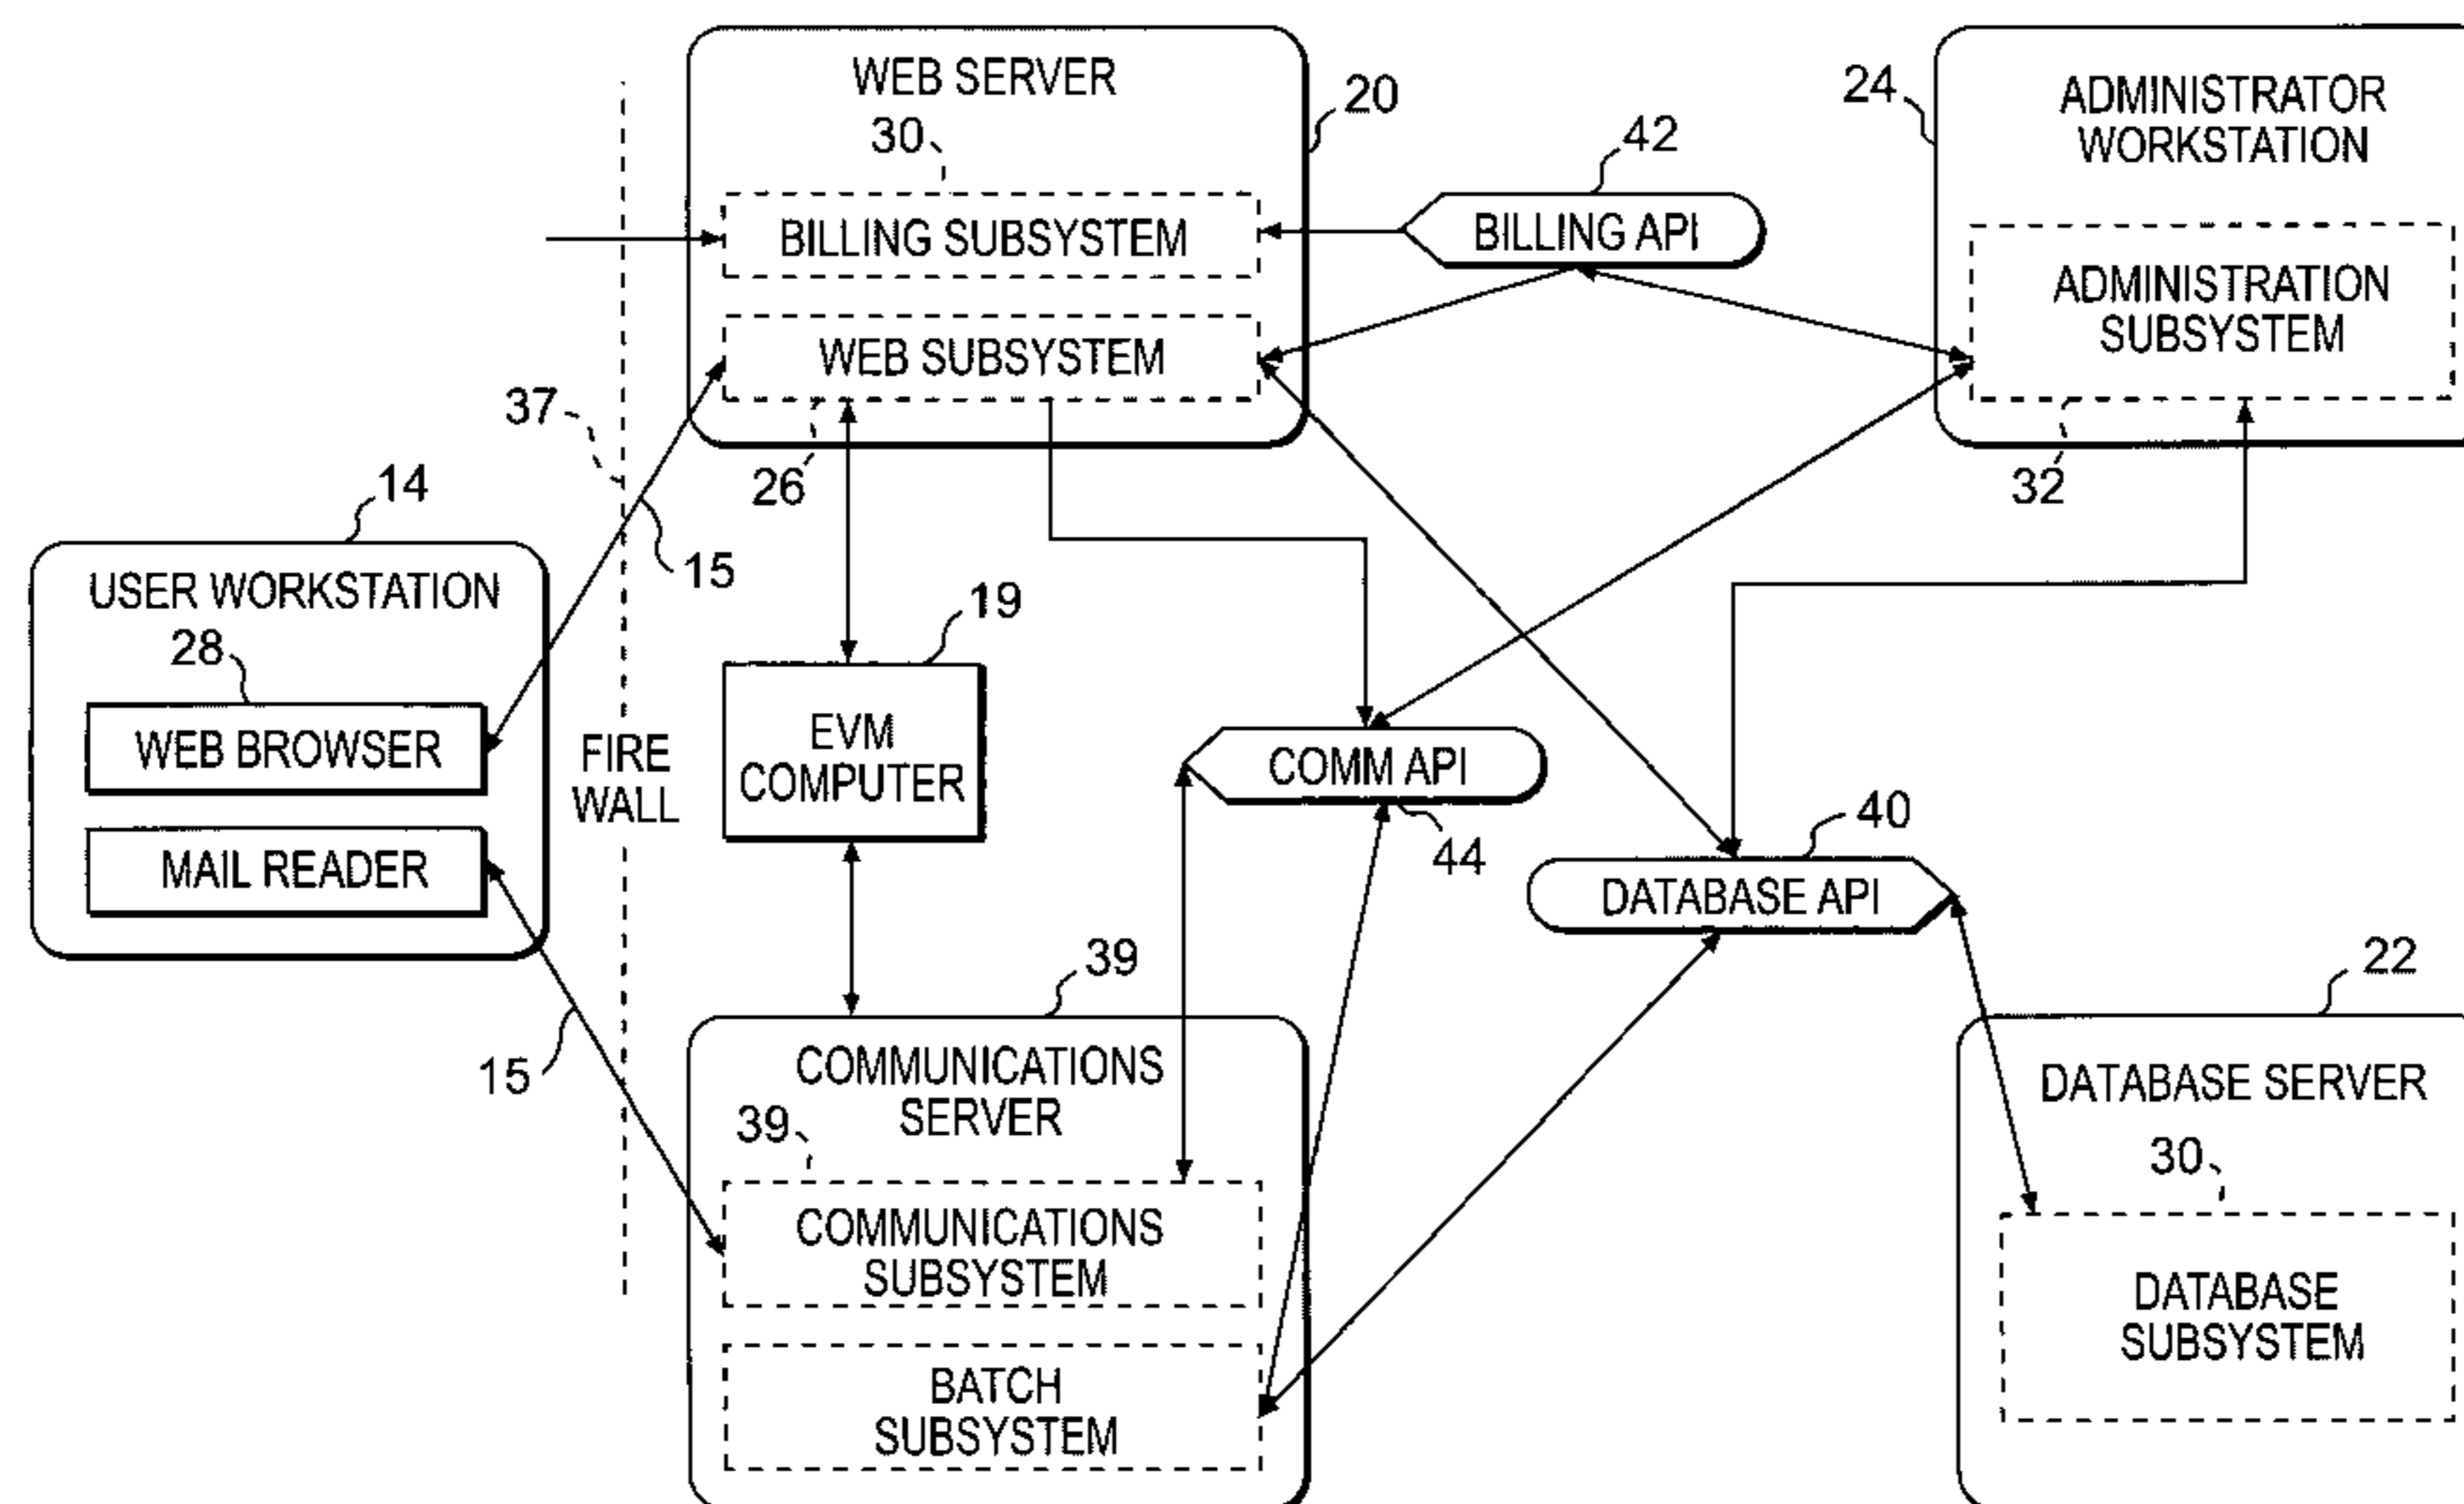 WEB SERVER
30
20
BILLING SUBSYSTEM
WEB SUBSYSTEM
26
42
BILLING API
24
ADMINISTRATOR
WORKSTATION
ADMINISTRATION
SUBSYSTEM
32
37
15
14
USER WORKSTATION
28
WEB BROWSER
MAIL READER
FIRE
WALL
19
EVM
COMPUTER
COMM API
44
40
DATABASE API
15
39
COMMUNICATIONS
SERVER
39
COMMUNICATIONS
SUBSYSTEM
BATCH
SUBSYSTEM
22
DATABASE SERVER
30
DATABASE
SUBSYSTEM